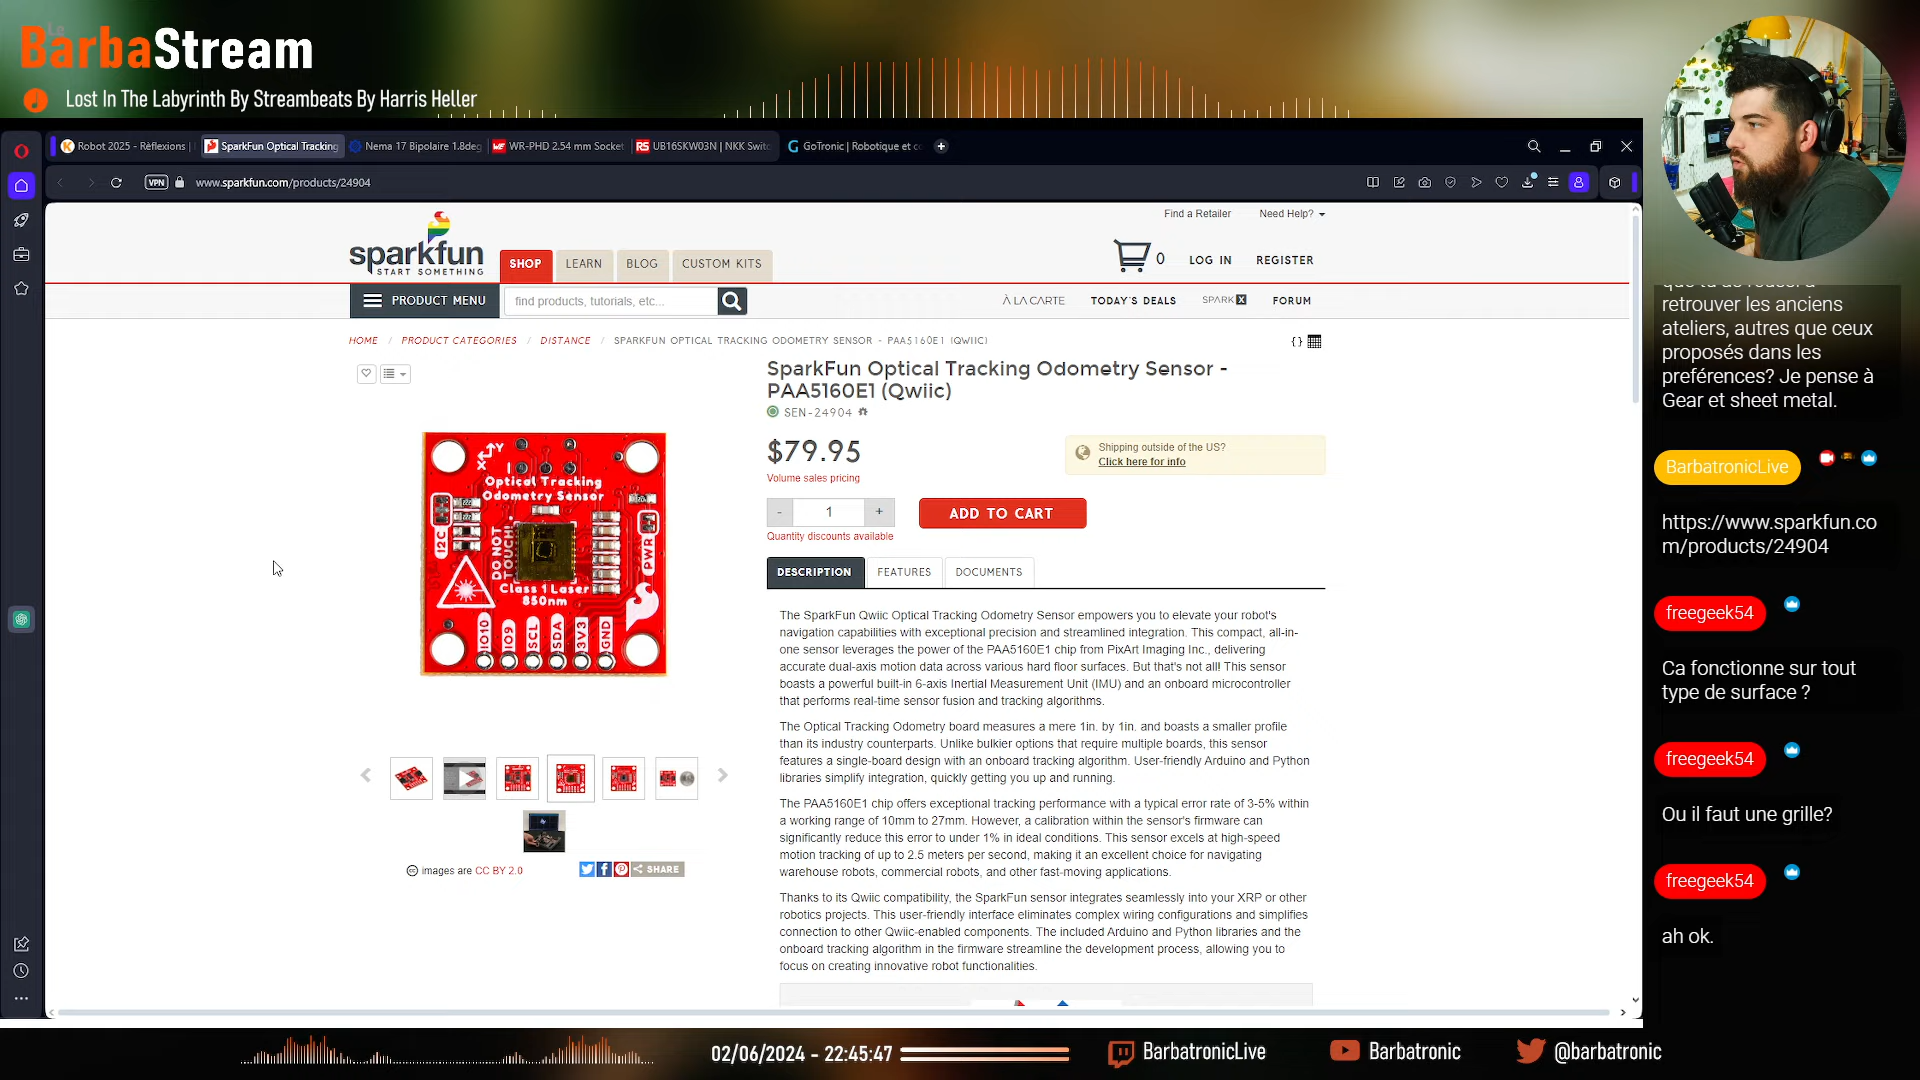 Le
BarbaStream
Lost In The Labyrinth By Streambeats By Harris Heller
Robot 2025 - Réflexions |
SparkFun Optical Tracking
Nema 17 Bipolaire 1.8deg
WR-PHD 2.54 mm Socket
RS UB16SKW03N | NKK Switc
GoTronic | Robotique et co
VPN
www.sparkfun.com/products/24904
Find a Retailer
Need Help?
sparkfun
START SOMETHING
SHOP
LEARN
BLOG
CUSTOM KITS
0
LOG IN
REGISTER
PRODUCT MENU
find products, tutorials, etc...
À LA CARTE
TODAY'S DEALS
SPARK X
FORUM
HOME / PRODUCT CATEGORIES / DISTANCE / SPARKFUN OPTICAL TRACKING ODOMETRY SENSOR - PAA5160E1 (QWIIC)
{ }
SparkFun Optical Tracking Odometry Sensor -
PAA5160E1 (Qwiic)
SEN-24904
$79.95
Volume sales pricing
Shipping outside of the US?
Click here for info
- 1 +
ADD TO CART
Quantity discounts available
DESCRIPTION
FEATURES
DOCUMENTS
Y
X
Optical Tracking
Odometry Sensor
I2C
DO NOT
TOUCH!
PWR
Class 1 Laser
850nm
IO10
IO9
SCL
SDA
3V3
GND
The SparkFun Qwiic Optical Tracking Odometry Sensor empowers you to elevate your robot's
navigation capabilities with exceptional precision and streamlined integration. This compact, all-in-
one sensor leverages the power of the PAA5160E1 chip from PixArt Imaging Inc., delivering
accurate dual-axis motion data across various hard floor surfaces. But that's not all! This sensor
boasts a powerful built-in 6-axis Inertial Measurement Unit (IMU) and an onboard microcontroller
that performs real-time sensor fusion and tracking algorithms.
The Optical Tracking Odometry board measures a mere 1in. by 1in. and boasts a smaller profile
than its industry counterparts. Unlike bulkier options that require multiple boards, this sensor
features a single-board design with an onboard tracking algorithm. User-friendly Arduino and Python
libraries simplify integration, quickly getting you up and running.
The PAA5160E1 chip offers exceptional tracking performance with a typical error rate of 3-5% within
a working range of 10mm to 27mm. However, a calibration within the sensor's firmware can
significantly reduce this error to under 1% in ideal conditions. This sensor excels at high-speed
motion tracking of up to 2.5 meters per second, making it an excellent choice for navigating
warehouse robots, commercial robots, and other fast-moving applications.
Thanks to its Qwiic compatibility, the SparkFun sensor integrates seamlessly into your XRP or other
robotics projects. This user-friendly interface eliminates complex wiring configurations and simplifies
connection to other Qwiic-enabled components. The included Arduino and Python libraries and the
onboard tracking algorithm in the firmware streamline the development process, allowing you to
focus on creating innovative robot functionalities.
images are CC BY 2.0
SHARE
retrouver les anciens
ateliers, autres que ceux
proposés dans les
preférences? Je pense à
Gear et sheet metal.
BarbatronicLive
https://www.sparkfun.co
m/products/24904
freegeek54
Ca fonctionne sur tout
type de surface ?
freegeek54
Ou il faut une grille?
freegeek54
ah ok.
02/06/2024 - 22:45:47
BarbatronicLive
Barbatronic
@barbatronic